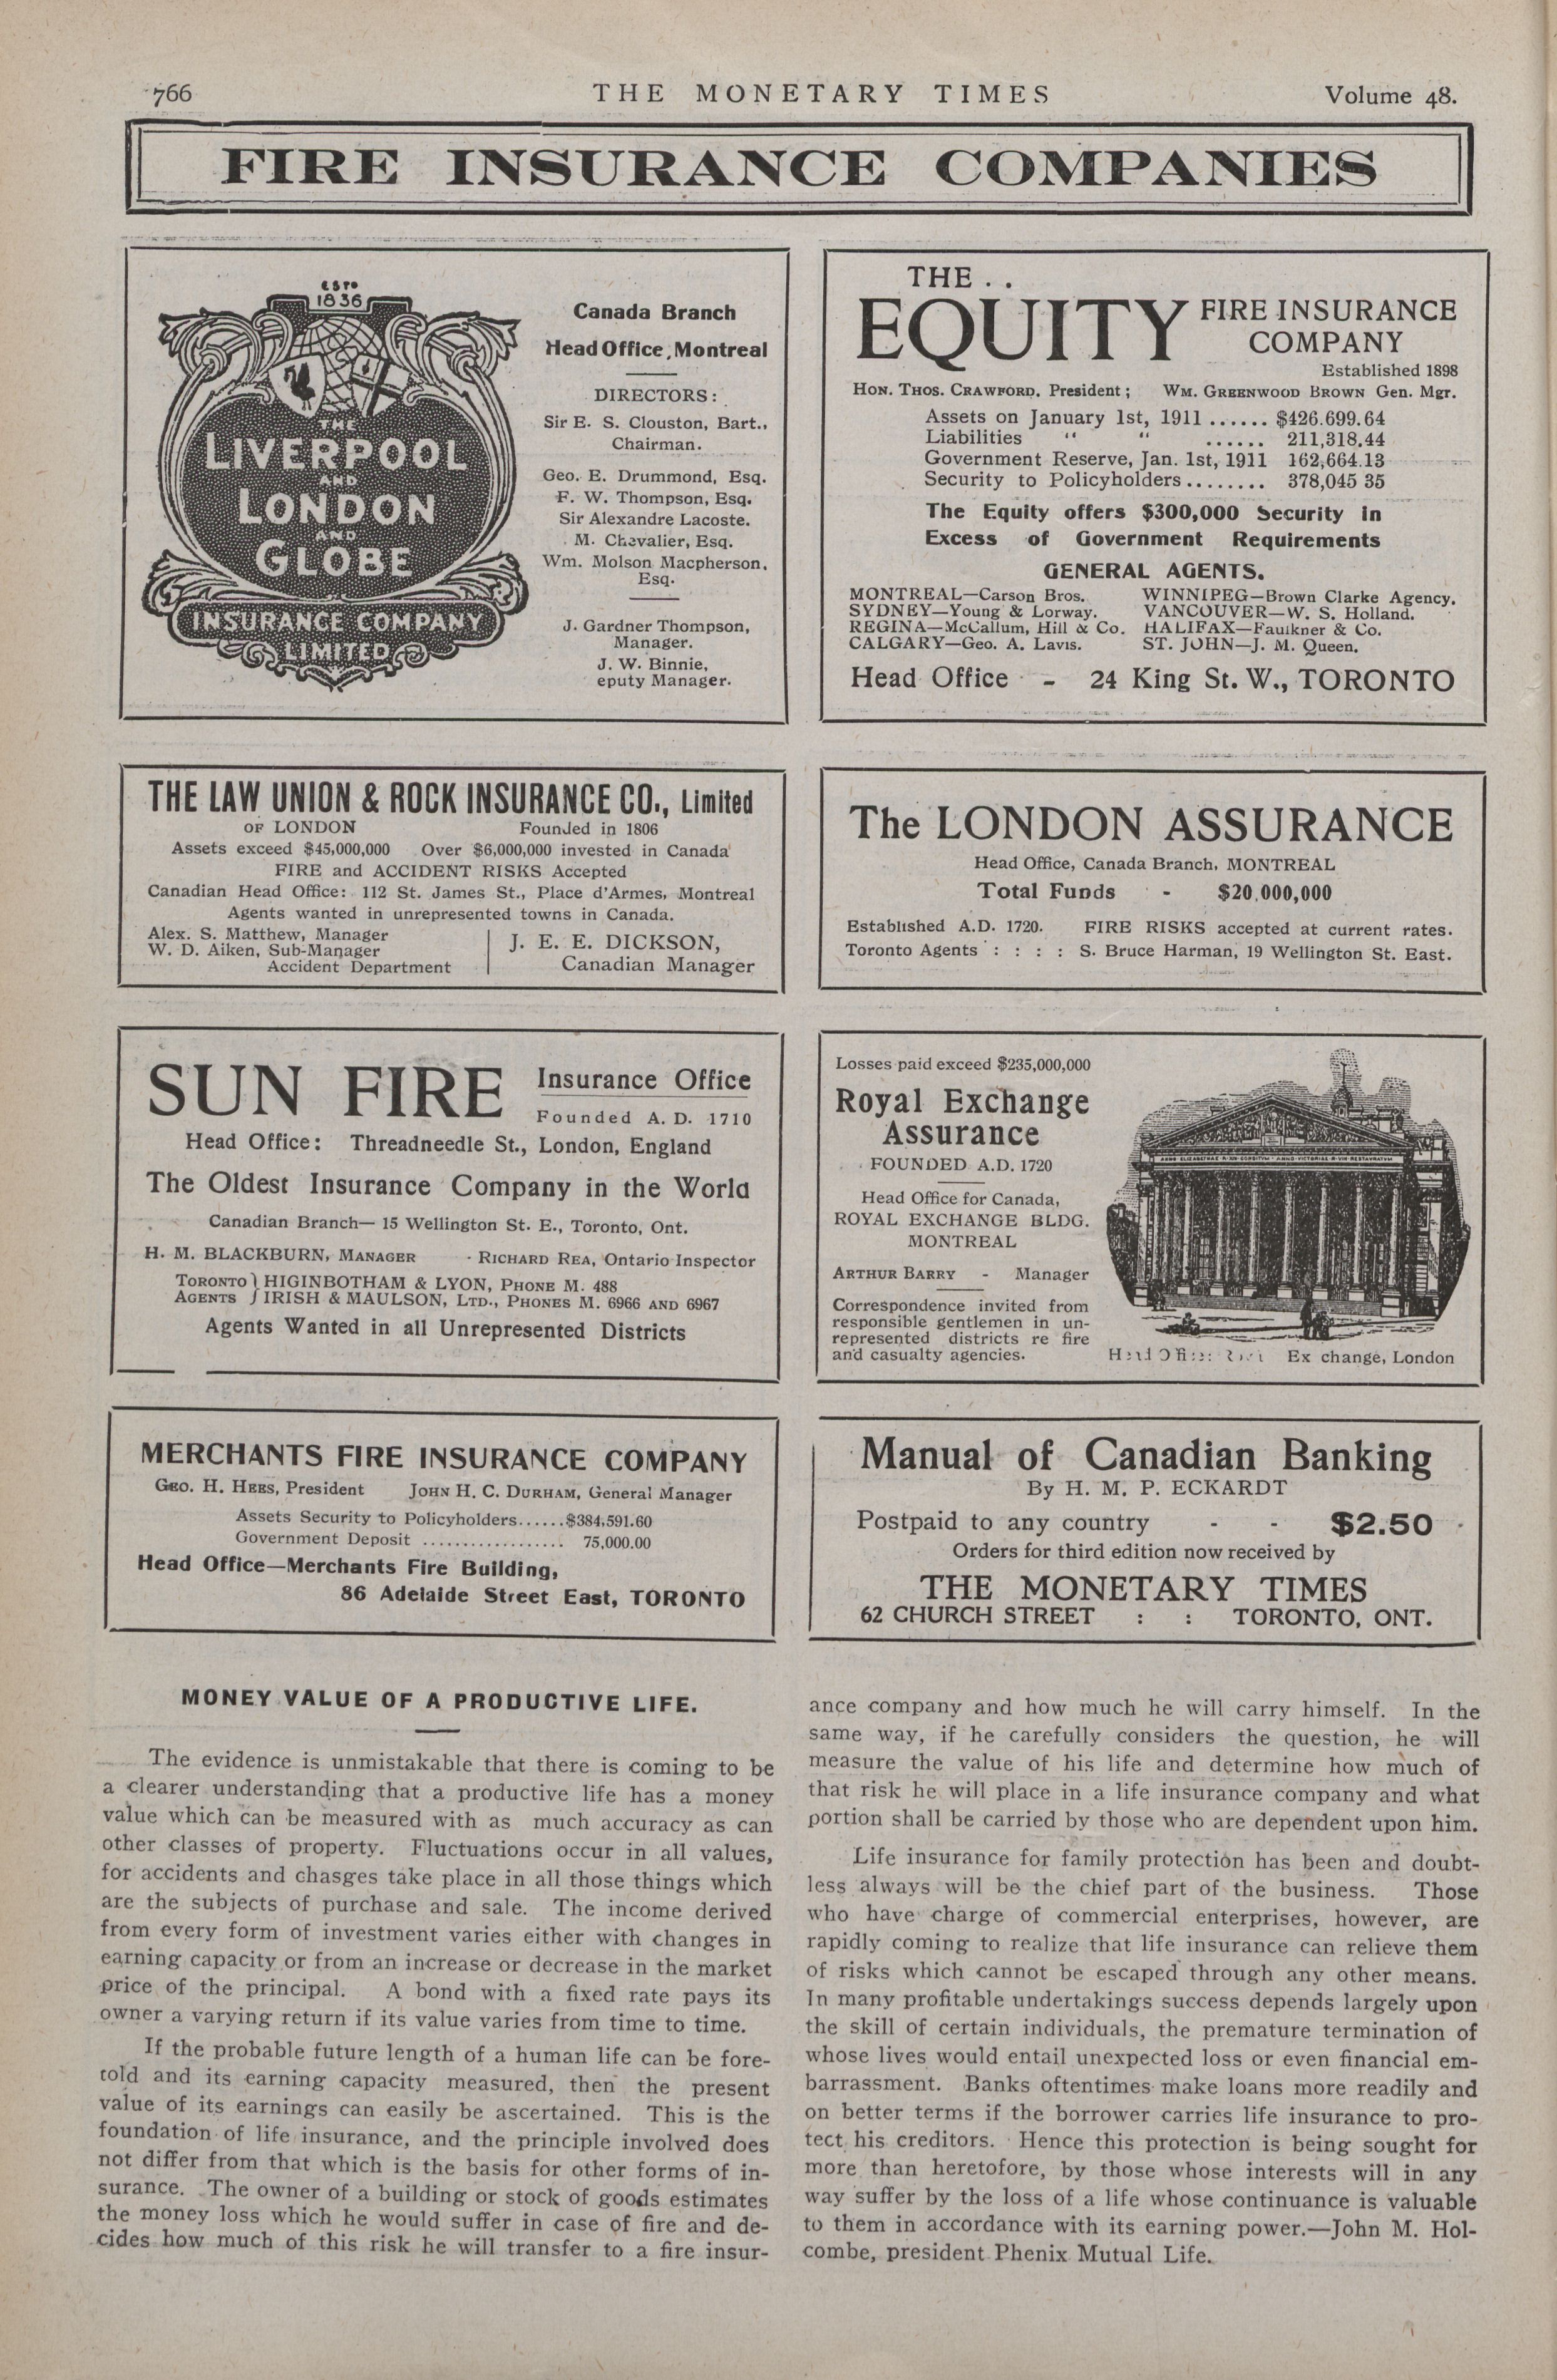 766
THE MONETARY TIMES
Volume 48.
FIRE INSURANCE COMPANIES
ESTD
1836
THE
LIVERPOOL
AND
LONDON
AND
GLOBE
INSURANCE COMPANY
LIMITED
Canada Branch
Head Office, Montreal
DIRECTORS:
Sir E. S. Clouston, Bart.,
Chairman.
Geo. E. Drummond, Esq.
F. W. Thompson, Esq.
Sir Alexandre Lacoste.
M. Chevalier, Esq.
Wm. Molson Macpherson,
Esq.
J. Gardner Thompson,
Manager.
J. W. Binnie,
eputy Manager.
THE . .
EQUITY FIRE INSURANCE
COMPANY
Established 1898
HON. THOS. CRAWFORD, President; WM. GREENWOOD BROWN Gen. Mgr.
Assets on January 1st, 1911 ...... $426.699.64
Liabilities " " ...... 211,318.44
Government Reserve, Jan. 1st, 1911 162,664.13
Security to Policyholders ........ 378,045 35
The Equity offers $300,000 Security in
Excess of Government Requirements
GENERAL AGENTS.
MONTREAL—Carson Bros. WINNIPEG—Brown Clarke Agency.
SYDNEY—Young & Lorway. VANCOUVER—W. S. Holland.
REGINA—McCallum, Hill & Co. HALIFAX—Faulkner & Co.
CALGARY—Geo. A. Lavis. ST. JOHN—J. M. Queen.
Head Office - 24 King St. W., TORONTO
THE LAW UNION & ROCK INSURANCE CO., Limited
OF LONDON Founded in 1806
Assets exceed $45,000,000 Over $6,000,000 invested in Canada
FIRE and ACCIDENT RISKS Accepted
Canadian Head Office: 112 St. James St., Place d'Armes, Montreal
Agents wanted in unrepresented towns in Canada.
Alex. S. Matthew, Manager
W. D. Aiken, Sub-Manager
Accident Department
J. E. E. DICKSON,
Canadian Manager
The LONDON ASSURANCE
Head Office, Canada Branch, MONTREAL
Total Funds - $20,000,000
Established A.D. 1720. FIRE RISKS accepted at current rates.
Toronto Agents : : : : S. Bruce Harman, 19 Wellington St. East.
SUN FIRE Insurance Office
Founded A. D. 1710
Head Office: Threadneedle St., London, England
The Oldest Insurance Company in the World
Canadian Branch— 15 Wellington St. E., Toronto, Ont.
H. M. BLACKBURN, MANAGER RICHARD REA, Ontario Inspector
TORONTO } HIGINBOTHAM & LYON, PHONE M. 488
AGENTS } IRISH & MAULSON, LTD., PHONES M. 6966 AND 6967
Agents Wanted in all Unrepresented Districts
Losses paid exceed $235,000,000
Royal Exchange
Assurance
FOUNDED A.D. 1720
Head Office for Canada,
ROYAL EXCHANGE BLDG.
MONTREAL
ARTHUR BARRY - Manager
Correspondence invited from
responsible gentlemen in un-
represented districts re fire
and casualty agencies.
Head Office: Exchange, London
MERCHANTS FIRE INSURANCE COMPANY
GEO. H. HEES, President JOHN H. C. DURHAM, General Manager
Assets Security to Policyholders......$384,591.60
Government Deposit .................. 75,000.00
Head Office—Merchants Fire Building,
86 Adelaide Street East, TORONTO
Manual of Canadian Banking
By H. M. P. ECKARDT
Postpaid to any country - - $2.50
Orders for third edition now received by
THE MONETARY TIMES
62 CHURCH STREET : : TORONTO, ONT.
MONEY VALUE OF A PRODUCTIVE LIFE.
The evidence is unmistakable that there is coming to be
a clearer understanding that a productive life has a money
value which can be measured with as much accuracy as can
other classes of property. Fluctuations occur in all values,
for accidents and chasges take place in all those things which
are the subjects of purchase and sale. The income derived
from every form of investment varies either with changes in
earning capacity or from an increase or decrease in the market
price of the principal. A bond with a fixed rate pays its
owner a varying return if its value varies from time to time.
If the probable future length of a human life can be fore-
told and its earning capacity measured, then the present
value of its earnings can easily be ascertained. This is the
foundation of life insurance, and the principle involved does
not differ from that which is the basis for other forms of in-
surance. The owner of a building or stock of goods estimates
the money loss which he would suffer in case of fire and de-
cides how much of this risk he will transfer to a fire insur-
ance company and how much he will carry himself. In the
same way, if he carefully considers the question, he will
measure the value of his life and determine how much of
that risk he will place in a life insurance company and what
portion shall be carried by those who are dependent upon him.
Life insurance for family protection has been and doubt-
less always will be the chief part of the business. Those
who have charge of commercial enterprises, however, are
rapidly coming to realize that life insurance can relieve them
of risks which cannot be escaped through any other means.
In many profitable undertakings success depends largely upon
the skill of certain individuals, the premature termination of
whose lives would entail unexpected loss or even financial em-
barrassment. Banks oftentimes make loans more readily and
on better terms if the borrower carries life insurance to pro-
tect his creditors. Hence this protection is being sought for
more than heretofore, by those whose interests will in any
way suffer by the loss of a life whose continuance is valuable
to them in accordance with its earning power.—John M. Hol-
combe, president Phenix Mutual Life.